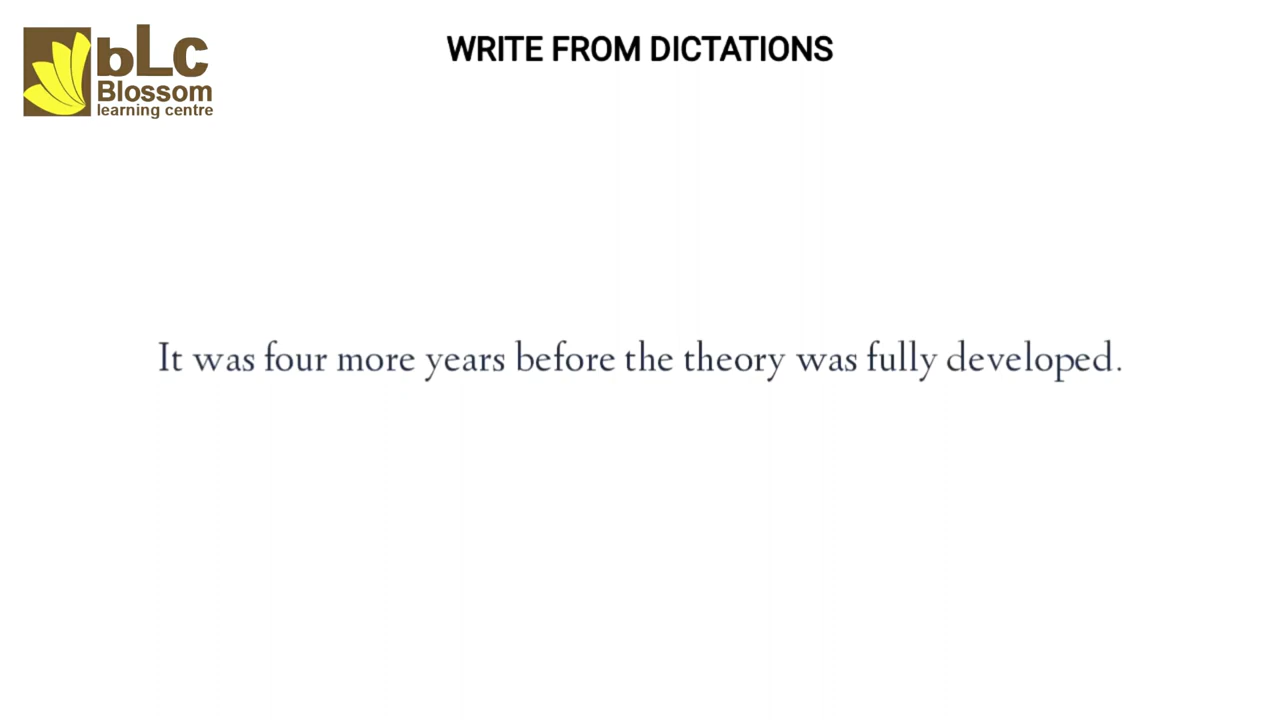 bLc
Blossom
learning centre
WRITE FROM DICTATIONS
It was four more years before the theory was fully developed.